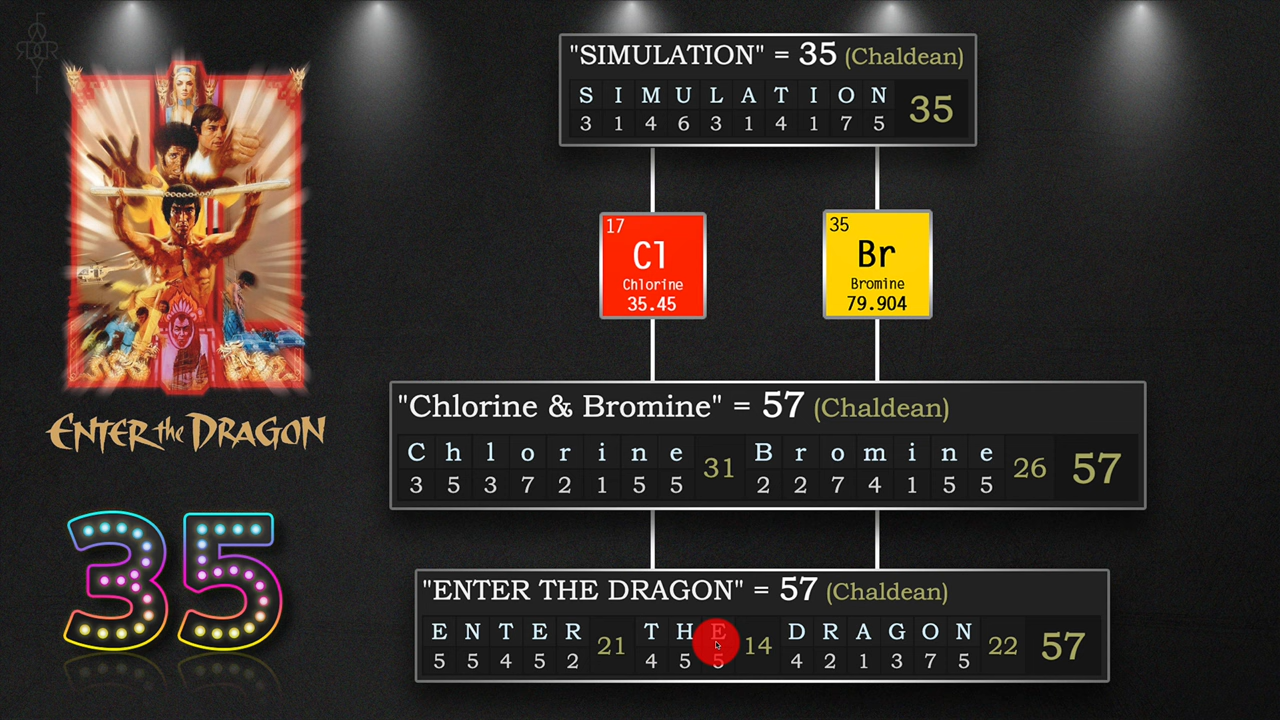 "SIMULATION" = 35 (Chaldean)
S I M U L A T I O N 35
3 1 4 6 3 1 4 1 7 5
17
Cl
Chlorine
35.45
35
Br
Bromine
79.904
"Chlorine & Bromine" = 57 (Chaldean)
C h l o r i n e 31 B r o m i n e 26 57
3 5 3 7 2 1 5 5 2 2 7 4 1 5 5
ENTER the DRAGON
35
"ENTER THE DRAGON" = 57 (Chaldean)
E N T E R 21 T H E 14 D R A G O N 22 57
5 5 4 5 2 4 5 5 4 2 1 3 7 5